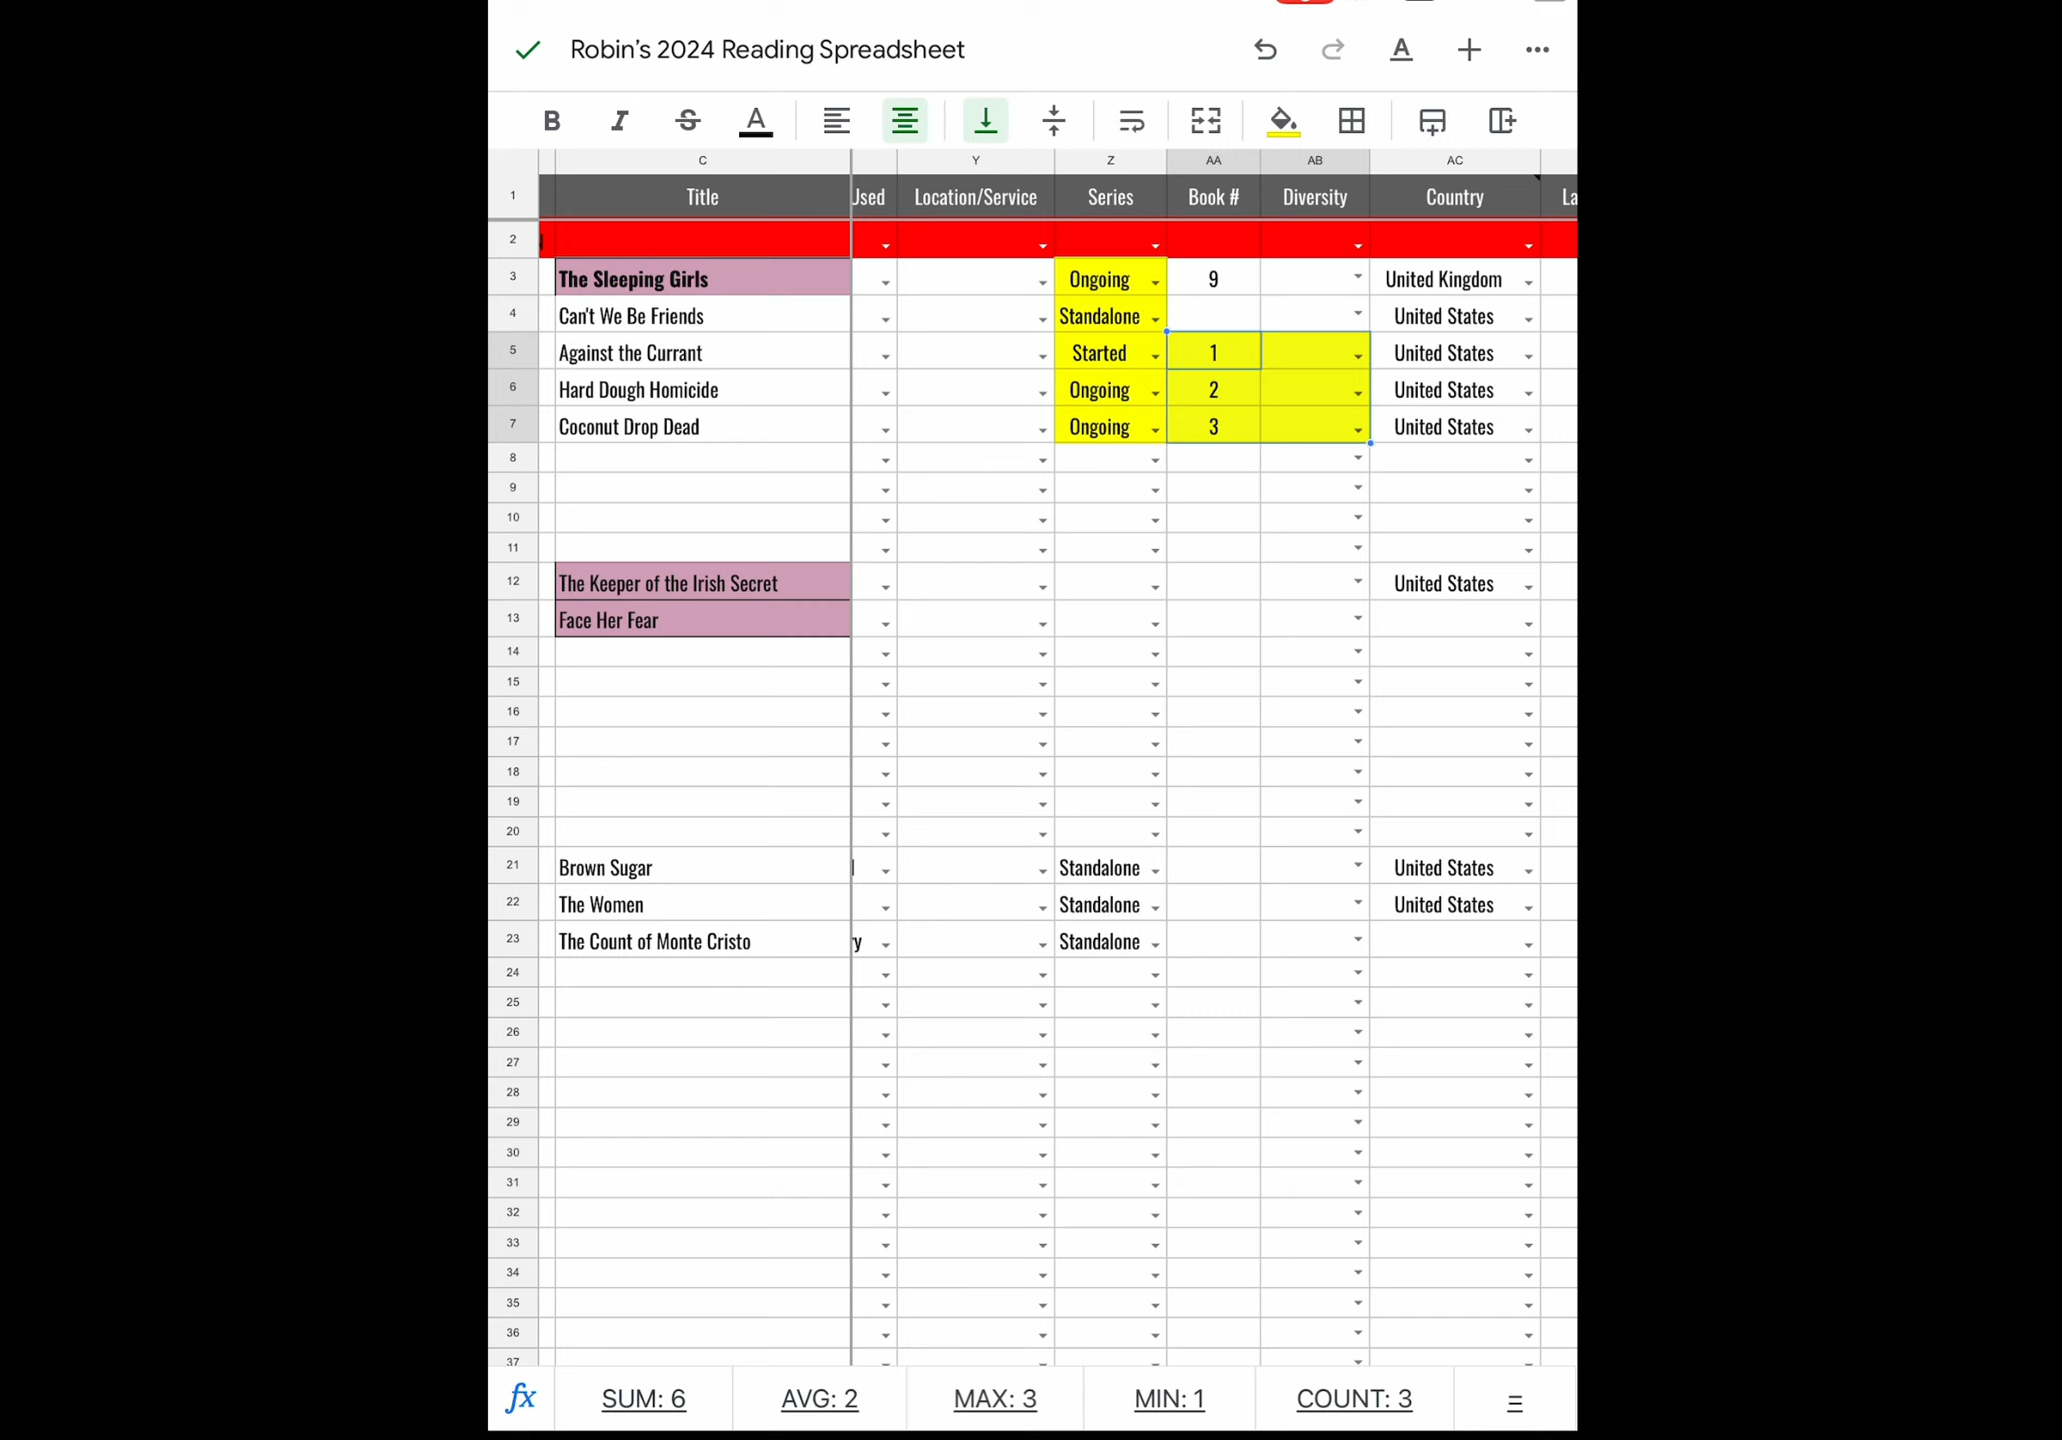 Robin’s 2024 Reading Spreadsheet
B I S A
C Y Z AA AB AC
1 Title Used Location/Service Series Book # Diversity Country La
2
3 The Sleeping Girls Ongoing 9 United Kingdom
4 Can't We Be Friends Standalone United States
5 Against the Currant Started 1 United States
6 Hard Dough Homicide Ongoing 2 United States
7 Coconut Drop Dead Ongoing 3 United States
8
9
10
11
12 The Keeper of the Irish Secret United States
13 Face Her Fear
14
15
16
17
18
19
20
21 Brown Sugar Standalone United States
22 The Women Standalone United States
23 The Count of Monte Cristo ry Standalone
24
25
26
27
28
29
30
31
32
33
34
35
36
37
fx SUM: 6 AVG: 2 MAX: 3 MIN: 1 COUNT: 3